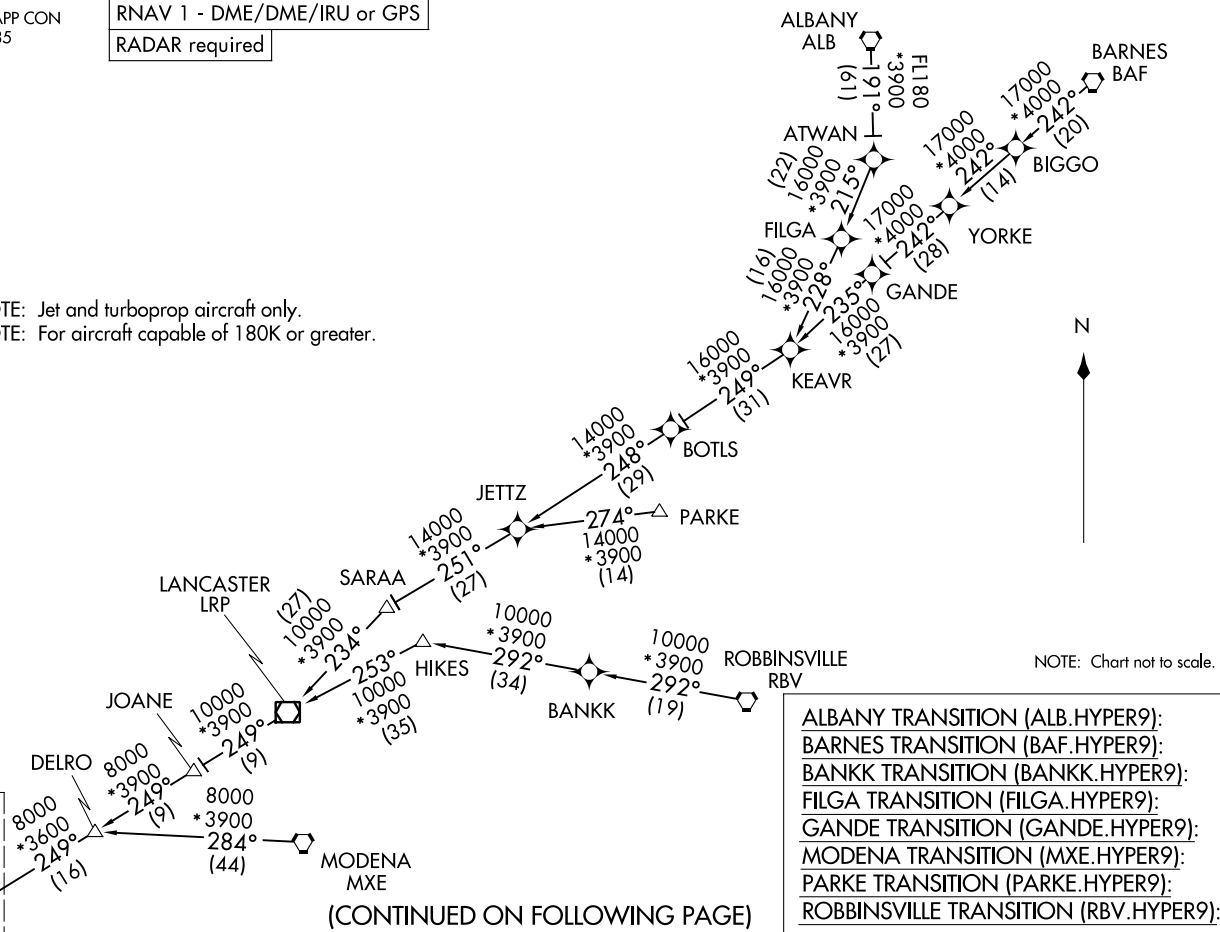 APP CON
RNAV 1 - DME/DME/IRU or GPS
RADAR required
ALBANY
ALB
BARNES
BAF
FL180
*3900
191°
(61)
17000
*4000
242°
(20)
ATWAN
BIGGO
17000
*4000
242°
(14)
(22)
16000
*3900
215°
FILGA
YORKE
17000
*4000
242°
(28)
(16)
16000
*3900
228°
GANDE
235°
16000
*3900
(27)
TE: Jet and turboprop aircraft only.
TE: For aircraft capable of 180K or greater.
N
KEAVR
16000
*3900
249°
(31)
BOTLS
14000
*3900
248°
(29)
JETTZ
PARKE
274°
14000
*3900
(14)
14000
*3900
251°
(27)
SARAA
LANCASTER
LRP
(27)
10000
*3900
234°
HIKES
253°
10000
*3900
(35)
10000
*3900
292°
(34)
BANKK
10000
*3900
292°
(19)
ROBBINSVILLE
RBV
NOTE: Chart not to scale.
JOANE
10000
*3900
249°
(9)
DELRO
8000
*3900
249°
(9)
8000
*3600
249°
(16)
8000
*3900
284°
(44)
MODENA
MXE
(CONTINUED ON FOLLOWING PAGE)
ALBANY TRANSITION (ALB.HYPER9):
BARNES TRANSITION (BAF.HYPER9):
BANKK TRANSITION (BANKK.HYPER9):
FILGA TRANSITION (FILGA.HYPER9):
GANDE TRANSITION (GANDE.HYPER9):
MODENA TRANSITION (MXE.HYPER9):
PARKE TRANSITION (PARKE.HYPER9):
ROBBINSVILLE TRANSITION (RBV.HYPER9):